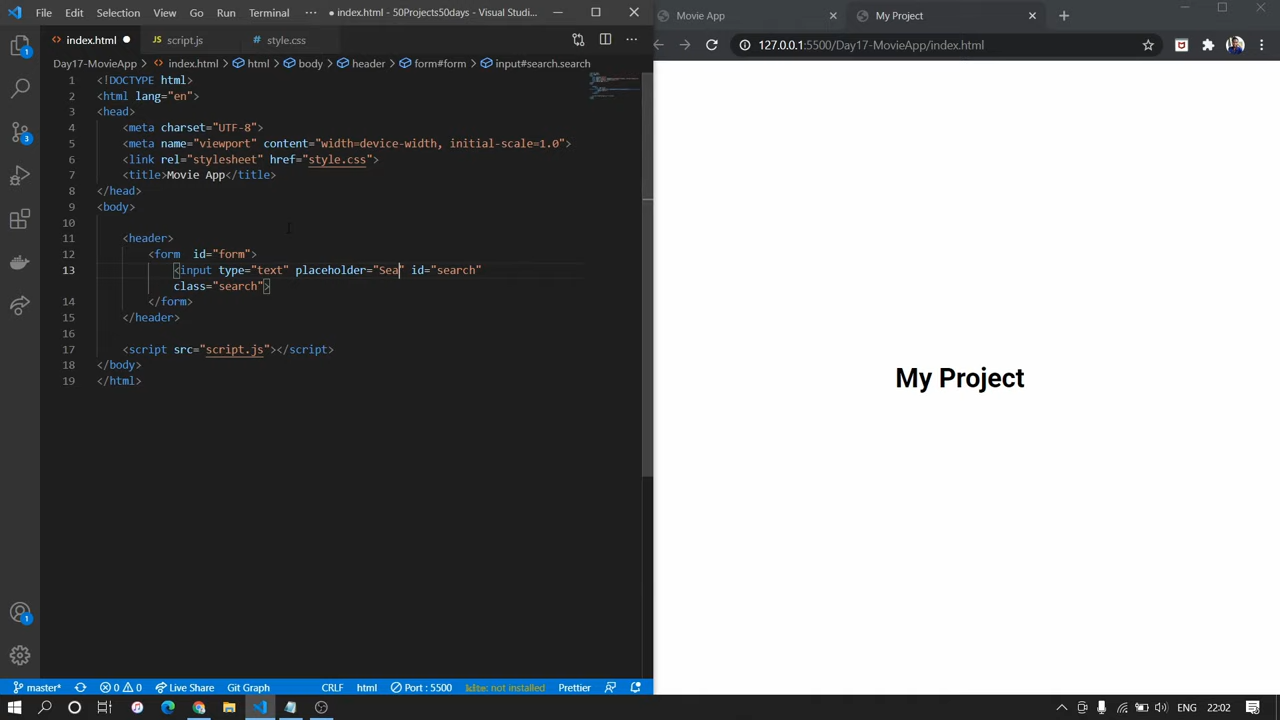 File Edit Selection View Go Run Terminal ··· ● index.html - 50Projects50days - Visual Studio...
Movie App
My Project
index.html
script.js
style.css
127.0.0.1:5500/Day17-MovieApp/index.html
Day17-MovieApp > index.html > html > body > header > form#form > input#search.search
1 <!DOCTYPE html>
2 <html lang="en">
3 <head>
4 <meta charset="UTF-8">
5 <meta name="viewport" content="width=device-width, initial-scale=1.0">
6 <link rel="stylesheet" href="style.css">
7 <title>Movie App</title>
8 </head>
9 <body>
10
11 <header>
12 <form  id="form">
13 <input type="text" placeholder="Sea" id="search"
class="search">
14 </form>
15 </header>
16
17 <script src="script.js"></script>
18 </body>
19 </html>
My Project
1
3
1
master* 0 0 Live Share Git Graph CRLF html Port : 5500 kite: not installed Prettier
ENG 22:02